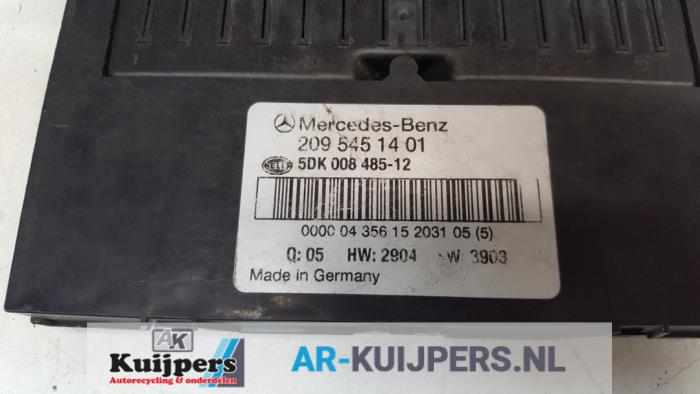 Mercedes-Benz
209 545 14 01
HELLA 5DK 008 485-12
0000 04 356 15 2031 05 (5)
Q: 05 HW: 2904 W 3903
Made in Germany
AK
Kuijpers
Autorecycling & onderdelen
AR-KUIJPERS.NL